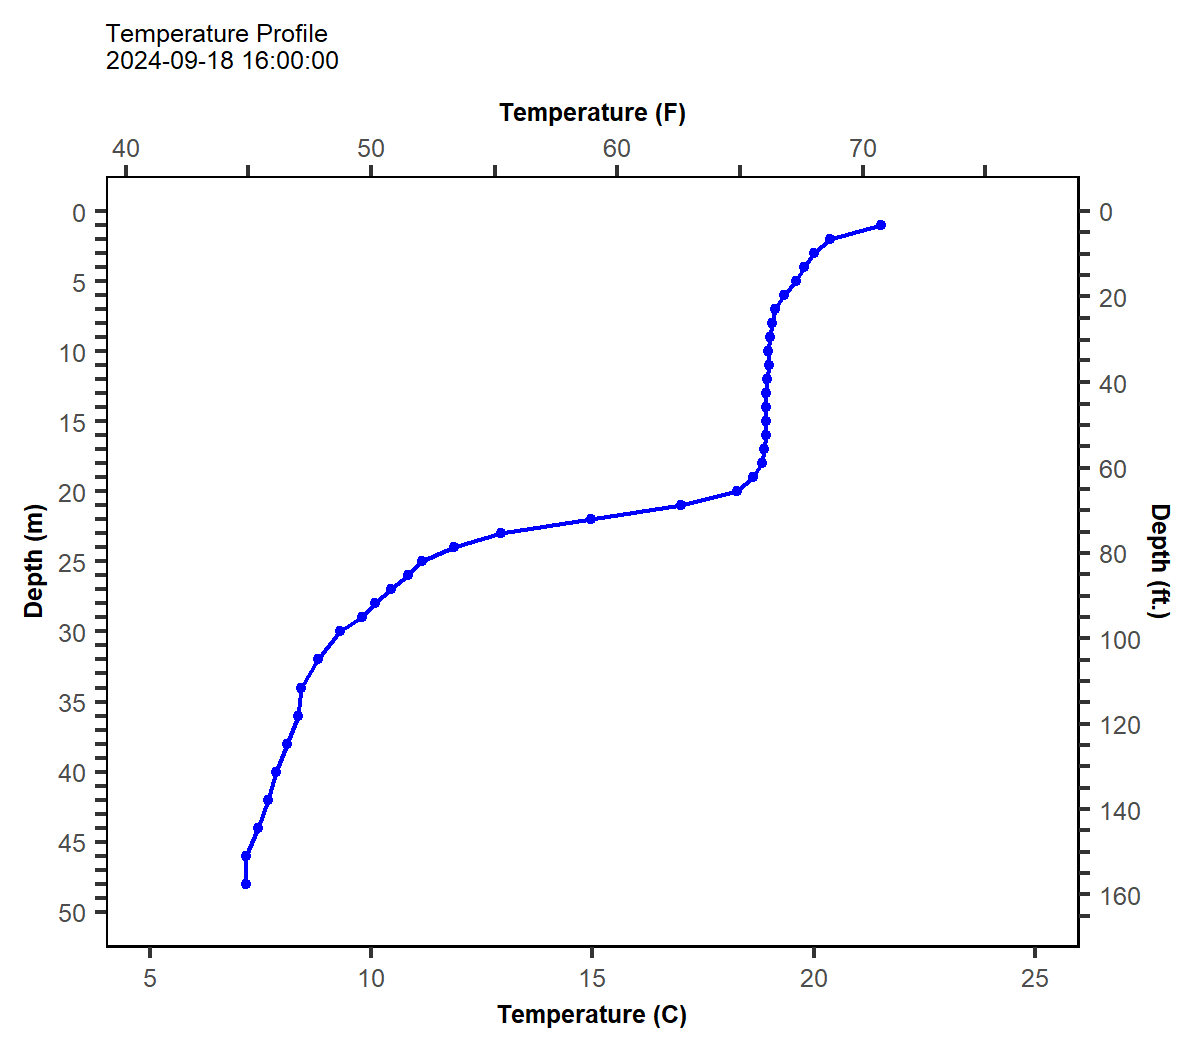 Temperature Profile
2024-09-18 16:00:00
Temperature (F)
40 50 60 70
0 5 10 15 20 25 30 35 40 45 50
Depth (m)
0 20 40 60 80 100 120 140 160
Depth (ft.)
5 10 15 20 25
Temperature (C)